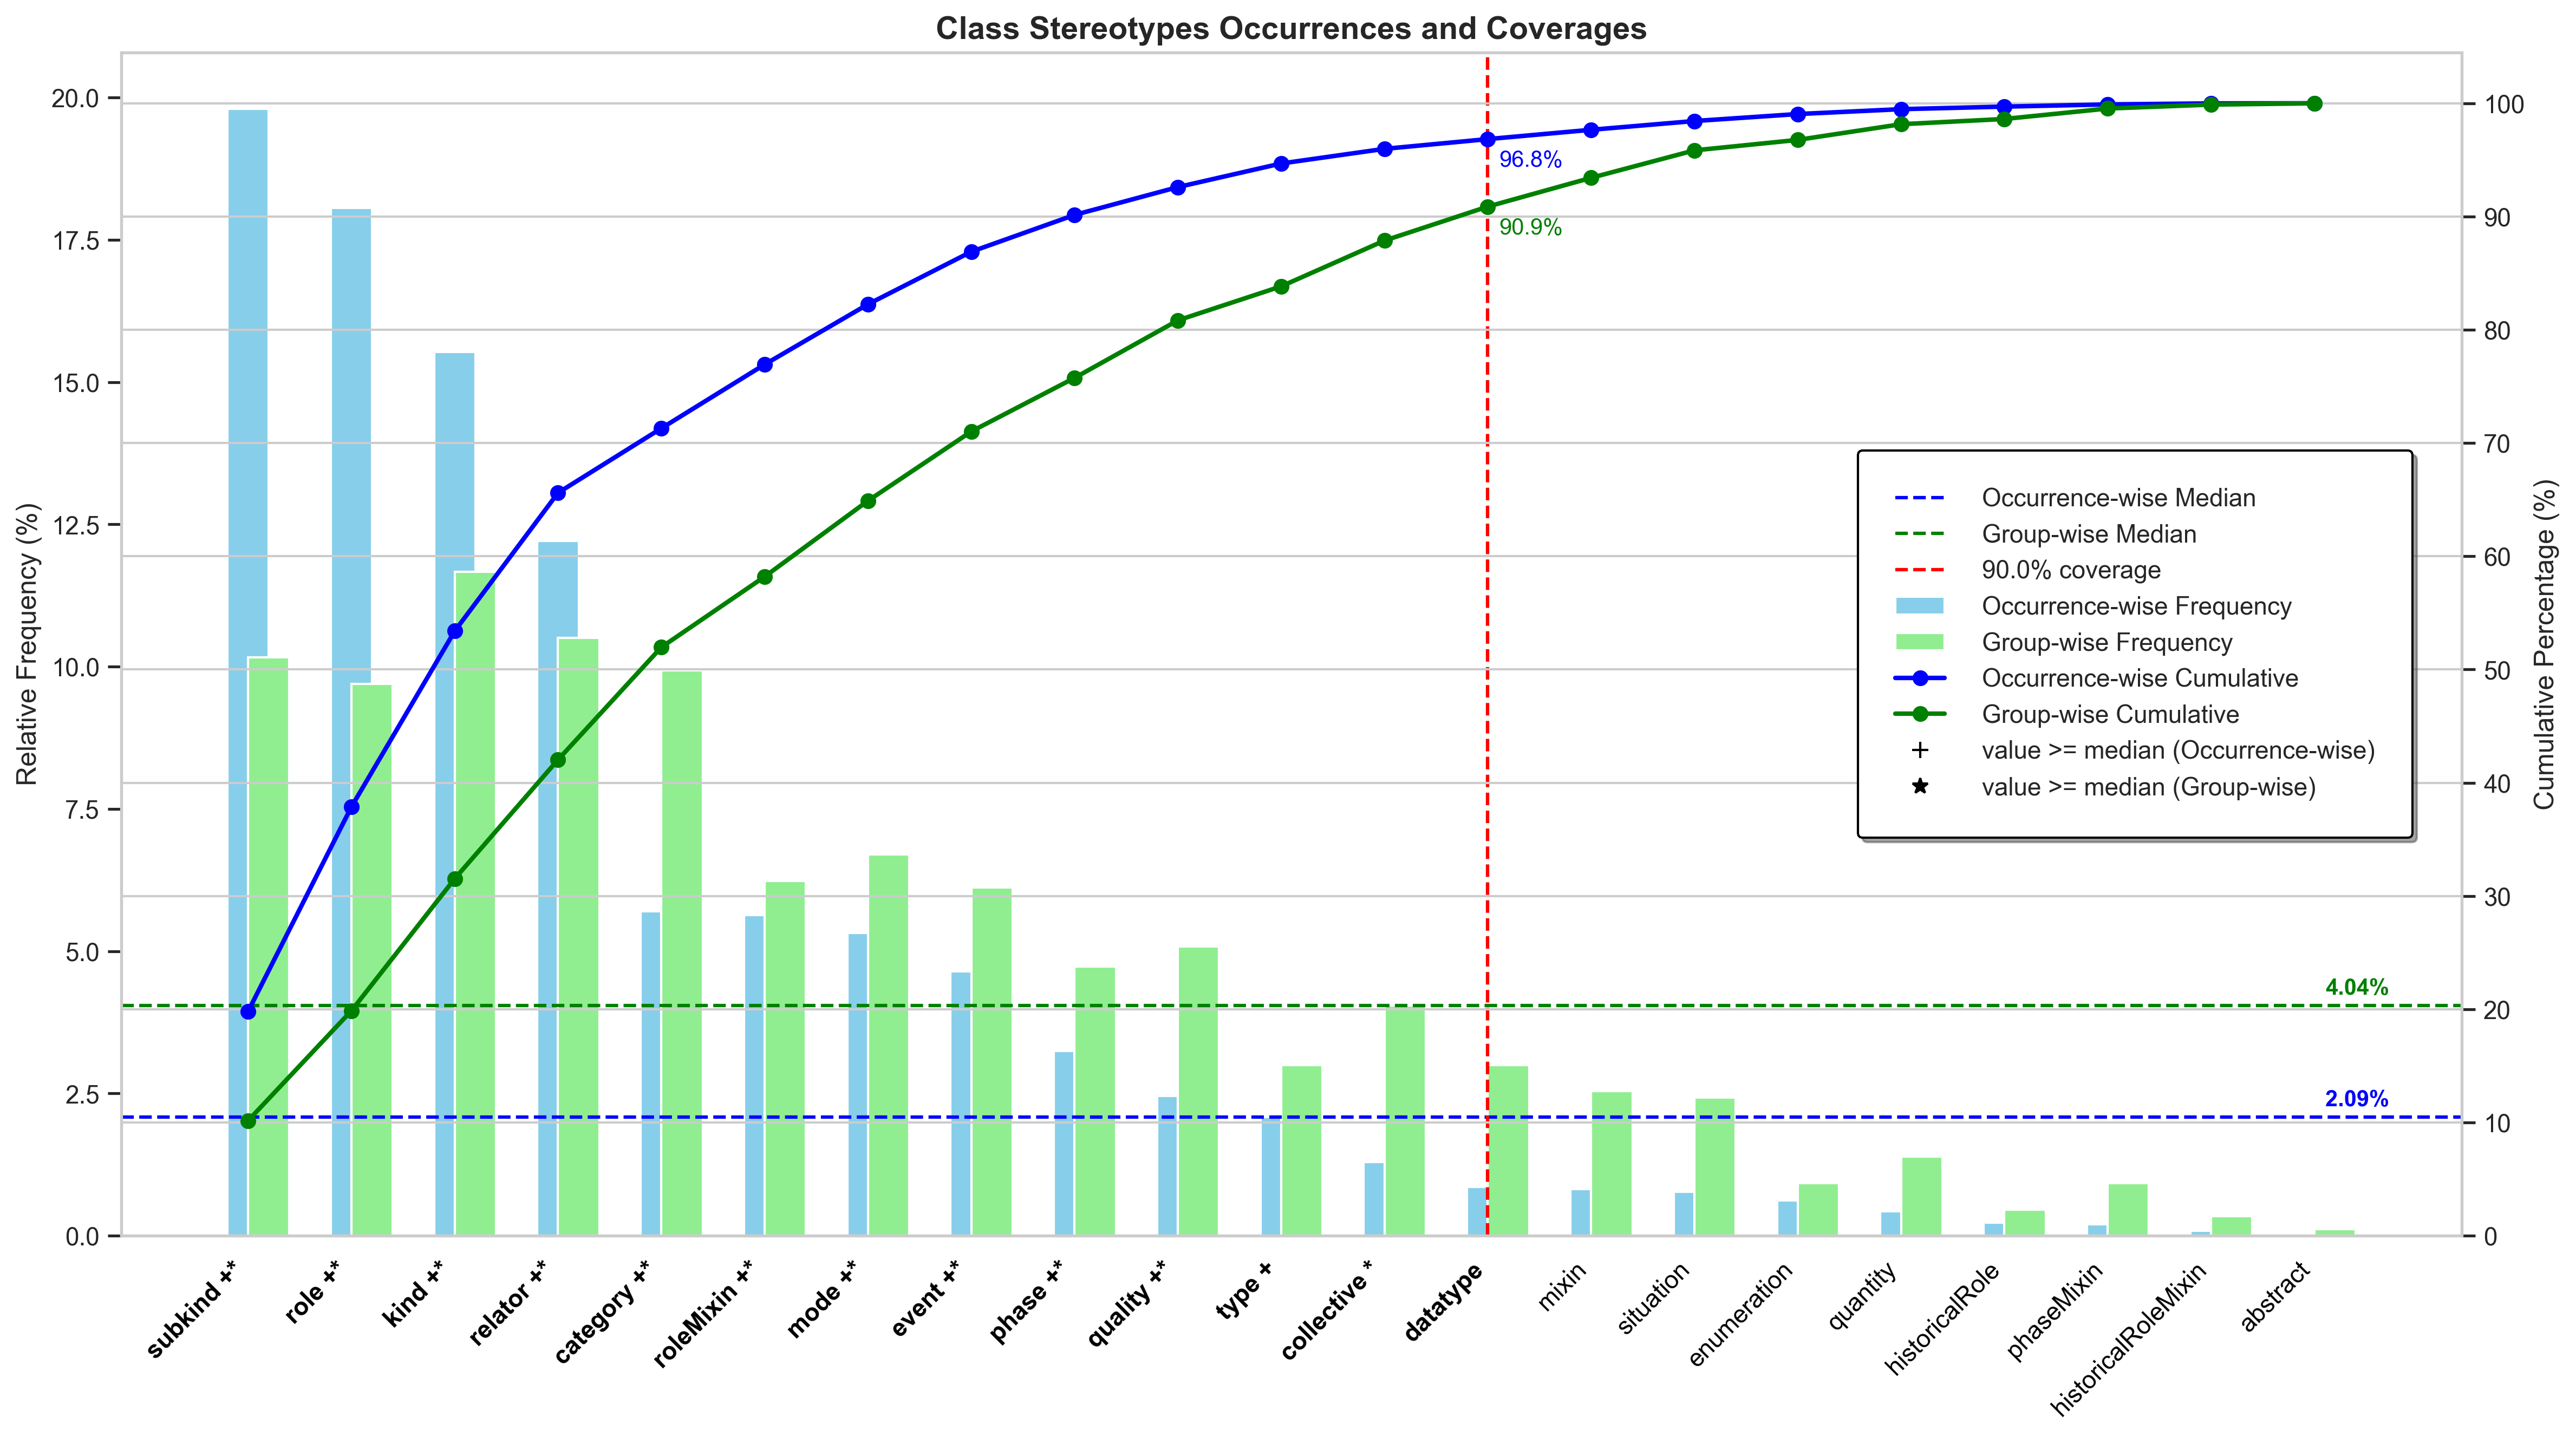 Class Stereotypes Occurrences and Coverages
Relative Frequency (%)
20.0
17.5
15.0
12.5
10.0
7.5
5.0
2.5
0.0
100
90
80
70
60
50
40
30
20
10
0
Cumulative Percentage (%)
96.8%
90.9%
4.04%
2.09%
Occurrence-wise Median
Group-wise Median
90.0% coverage
Occurrence-wise Frequency
Group-wise Frequency
Occurrence-wise Cumulative
Group-wise Cumulative
value >= median (Occurrence-wise)
value >= median (Group-wise)
subkind +*
role +*
kind +*
relator +*
category +*
roleMixin +*
mode +*
event +*
phase +*
quality +*
type +
collective *
datatype
mixin
situation
enumeration
quantity
historicalRole
phaseMixin
historicalRoleMixin
abstract